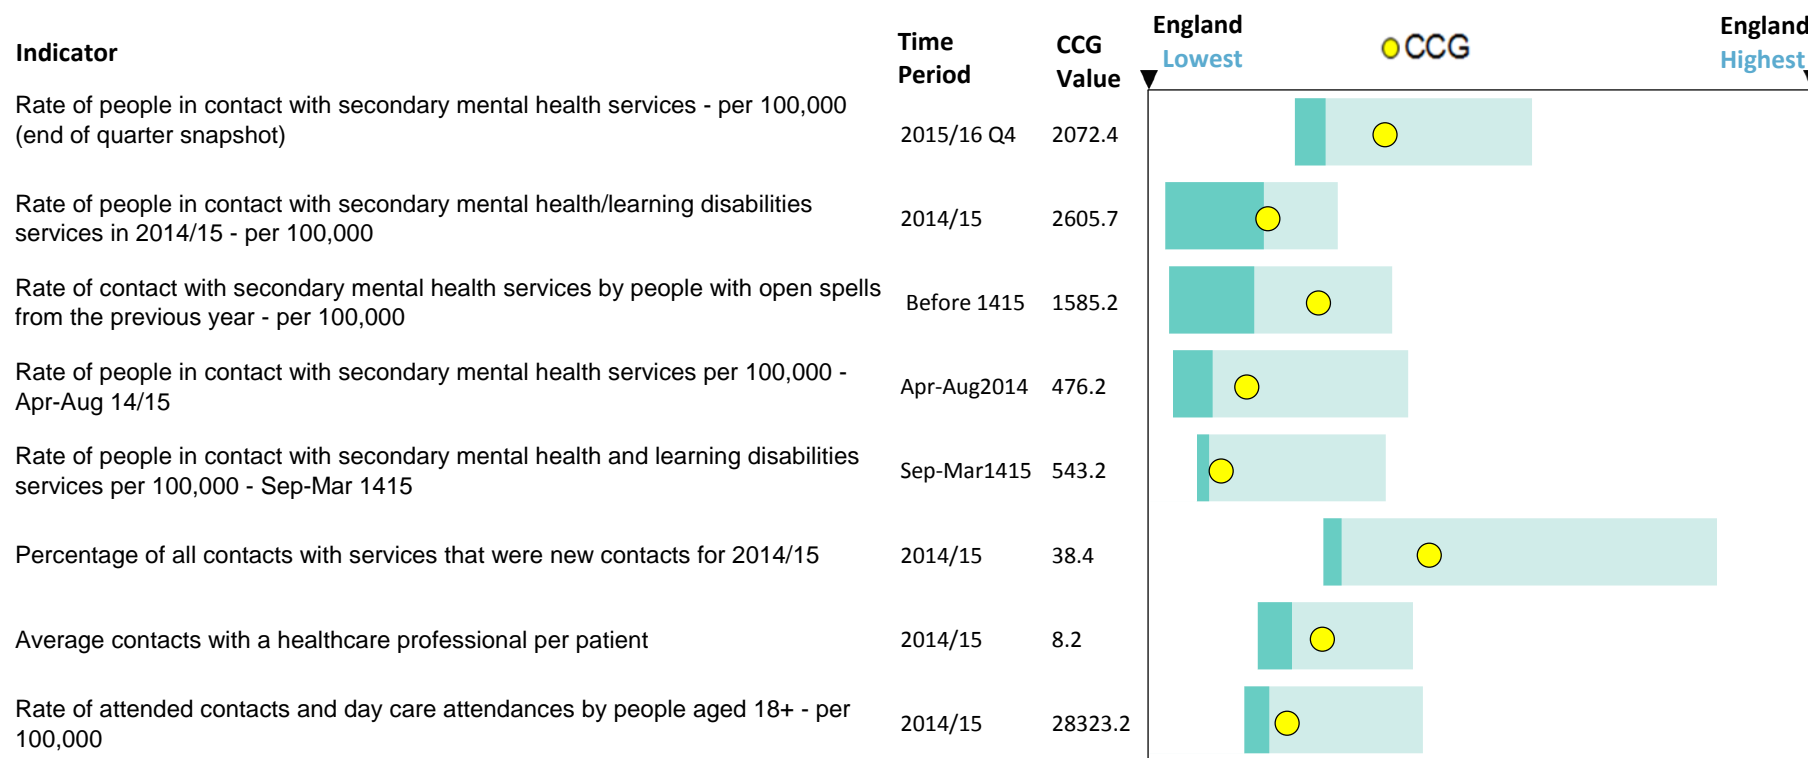 Indicator
Time
Period
CCG
Value
England
Lowest
CCG
England
Highest
Rate of people in contact with secondary mental health services - per 100,000
(end of quarter snapshot)
2015/16 Q4 2072.4
Rate of people in contact with secondary mental health/learning disabilities
services in 2014/15 - per 100,000
2014/15 2605.7
Rate of contact with secondary mental health services by people with open spells
from the previous year - per 100,000
Before 1415 1585.2
Rate of people in contact with secondary mental health services per 100,000 -
Apr-Aug 14/15
Apr-Aug2014 476.2
Rate of people in contact with secondary mental health and learning disabilities
services per 100,000 - Sep-Mar 1415
Sep-Mar1415 543.2
Percentage of all contacts with services that were new contacts for 2014/15 2014/15 38.4
Average contacts with a healthcare professional per patient 2014/15 8.2
Rate of attended contacts and day care attendances by people aged 18+ - per
100,000
2014/15 28323.2